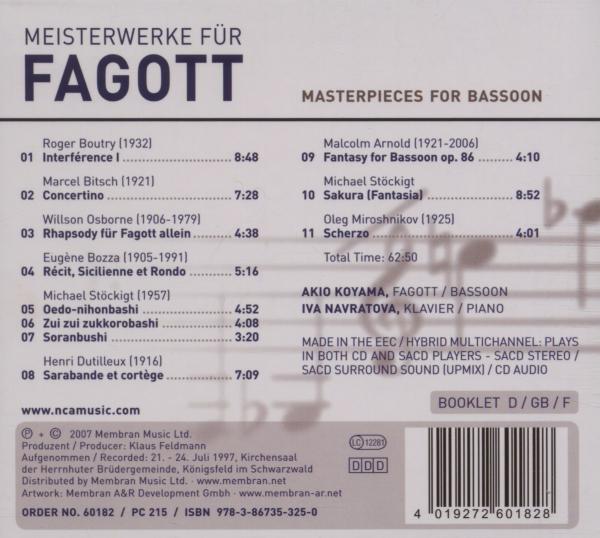 MEISTERWERKE FÜR
FAGOTT
MASTERPIECES FOR BASSOON
Roger Boutry (1932)
01 Interférence I 8:48
Marcel Bitsch (1921)
02 Concertino 7:28
Willson Osborne (1906-1979)
03 Rhapsody für Fagott allein 4:38
Eugène Bozza (1905-1991)
04 Récit, Sicilienne et Rondo 5:16
Michael Stöckigt (1957)
05 Oedo-nihonbashi 4:52
06 Zui zui zukkorobashi 4:08
07 Soranbushi 3:20
Henri Dutilleux (1916)
08 Sarabande et cortège 7:09
Malcolm Arnold (1921-2006)
09 Fantasy for Bassoon op. 86 4:10
Michael Stöckigt
10 Sakura (Fantasia) 8:52
Oleg Miroshnikov (1925)
11 Scherzo 4:01
Total Time: 62:50
AKIO KOYAMA, FAGOTT / BASSOON
IVA NAVRATOVA, KLAVIER / PIANO
MADE IN THE EEC / HYBRID MULTICHANNEL: PLAYS
IN BOTH CD AND SACD PLAYERS - SACD STEREO /
SACD SURROUND SOUND (UPMIX) / CD AUDIO
www.ncamusic.com
BOOKLET D / GB / F
℗ + © 2007 Membran Music Ltd.
Produzent / Producer: Klaus Feldmann
Aufgenommen / Recorded: 21. - 24. Juli 1997, Kirchensaal
der Herrnhuter Brüdergemeinde, Königsfeld im Schwarzwald
Distributed by Membran Music Ltd. · www.membran.net
Artwork: Membran A&R Development Gmbh · www.membran-ar.net
ORDER NO. 60182 / PC 215 / ISBN 978-3-86735-325-0
LC 12281
DDD
4 019272 601828